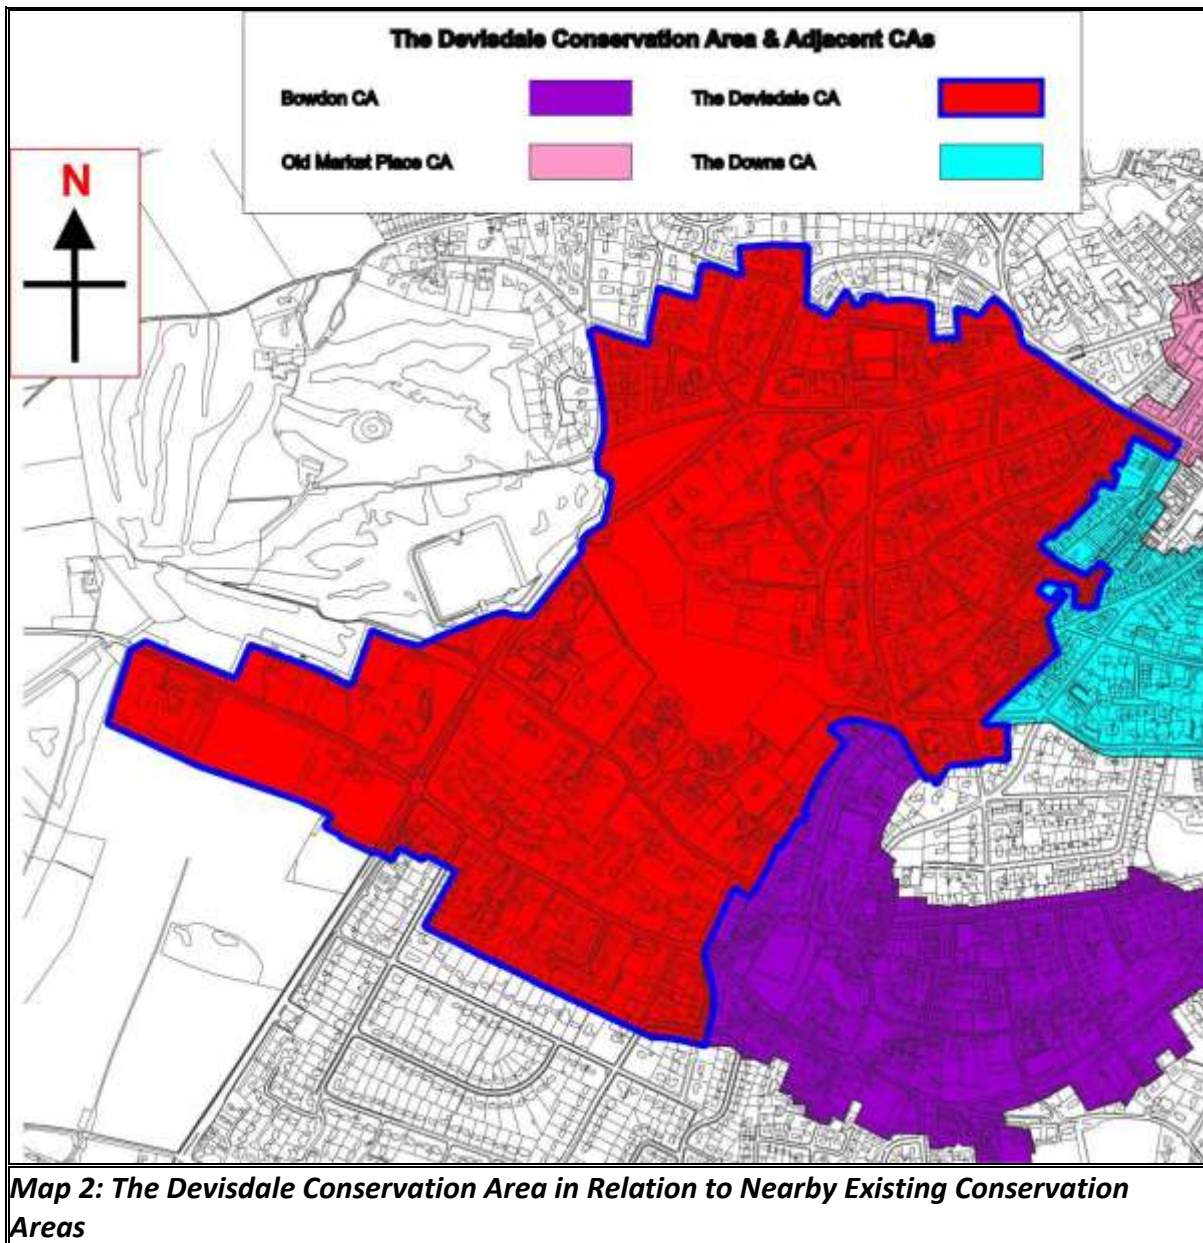 The Devisdale Conservation Area & Adjacent CAs
Bowdon CA
The Devisdale CA
Old Market Place CA
The Downs CA
N
Map 2: The Devisdale Conservation Area in Relation to Nearby Existing Conservation
Areas